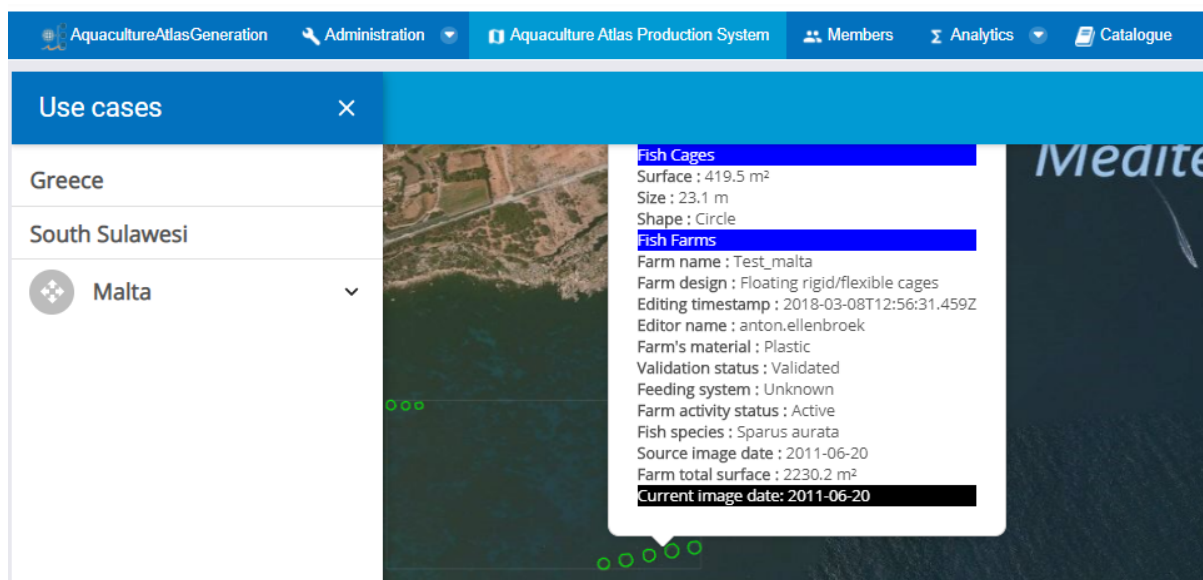 AquacultureAtlasGeneration Administration Aquaculture Atlas Production System Members Σ Analytics Catalogue
Use cases ×
Greece
South Sulawesi
Malta
Fish Cages
Surface : 419.5 m²
Size : 23.1 m
Shape : Circle
Fish Farms
Farm name : Test_malta
Farm design : Floating rigid/flexible cages
Editing timestamp : 2018-03-08T12:56:31.459Z
Editor name : anton.ellenbroek
Farm's material : Plastic
Validation status : Validated
Feeding system : Unknown
Farm activity status : Active
Fish species : Sparus aurata
Source image date : 2011-06-20
Farm total surface : 2230.2 m²
Current image date: 2011-06-20
Medite